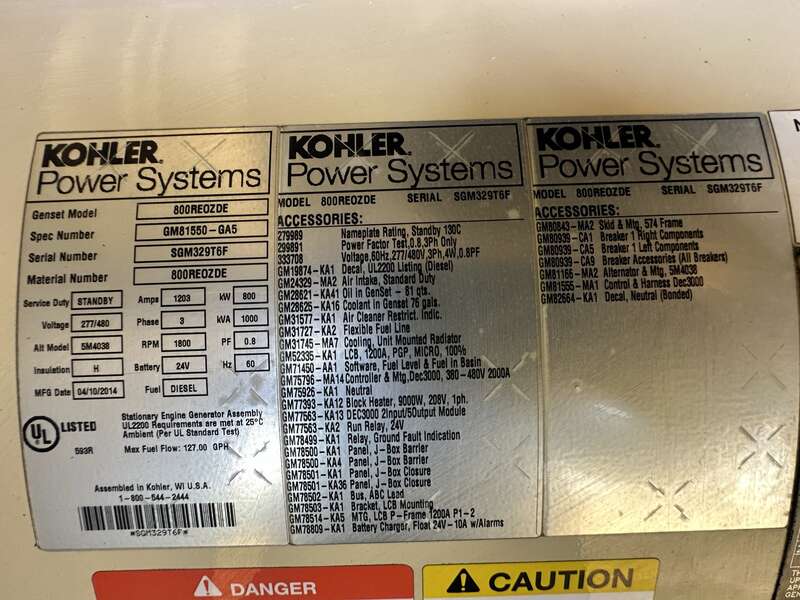 KOHLER.
Power Systems
Genset Model 800REOZDE
Spec Number GM81550-GA5
Serial Number SGM329T6F
Material Number 800REOZDE
Service Duty STANDBY Amps 1203 kW 800
Voltage 277/480 Phase 3 kVA 1000
Alt Model 5M4038 RPM 1800 PF 0.8
Insulation H Battery 24V Hz 60
MFG Date 04/10/2014 Fuel DIESEL
UL LISTED
593R
Stationary Engine Generator Assembly
UL2200 Requirements are met at 25°C
Ambient (Per UL Standard Test)
Max Fuel Flow: 127.00 GPH
Assembled in Kohler, WI U.S.A.
1-800-544-2444
*SGM329T6F*
KOHLER.
Power Systems
MODEL 800REOZDE SERIAL SGM329T6F
ACCESSORIES:
279989 Nameplate Rating, Standby 130C
299891 Power Factor Test,0.8,3Ph Only
333708 Voltage,60Hz,277/480V,3Ph,4W,0.8PF
GM19874-KA1 Decal, UL2200 Listing (Diesel)
GM24329-MA2 Air Intake, Standard Duty
GM28621-KA41 Oil in GenSet - 81 qts.
GM28625-KA16 Coolant in Genset 76 gals.
GM31577-KA1 Air Cleaner Restrict. Indic.
GM31727-KA2 Flexible Fuel Line
GM31745-MA7 Cooling, Unit Mounted Radiator
GM52335-KA1 LCB, 1200A, PGP, MICRO, 100%
GM71450-AA1 Software, Fuel Level & Fuel in Basin
GM75796-MA14 Controller & Mtg,Dec3000, 380-480V 2000A
GM75926-KA1 Neutral
GM77393-KA12 Block Heater, 9000W, 208V, 1ph.
GM77563-KA13 DEC3000 2Input/5Output Module
GM77563-KA2 Run Relay, 24V
GM78499-KA1 Relay, Ground Fault Indication
GM78500-KA1 Panel, J-Box Barrier
GM78500-KA4 Panel, J-Box Barrier
GM78501-KA1 Panel, J-Box Closure
GM78501-KA36 Panel, J-Box Closure
GM78502-KA1 Bus, ABC Lead
GM78503-KA1 Bracket, LCB Mounting
GM78514-KA5 MTG, LCB P-Frame 1200A P1-2
GM78809-KA1 Battery Charger, Float 24V-10A w/Alarms
KOHLER.
Power Systems
MODEL 800REOZDE SERIAL SGM329T6F
ACCESSORIES:
GM80843-MA2 Skid & Mtg, 574 Frame
GM80939-CA1 Breaker 1 Right Components
GM80939-CA5 Breaker 1 Left Components
GM80939-CA9 Breaker Accessories (All Breakers)
GM81166-MA2 Alternator & Mtg, 5M4038
GM81555-MA1 Control & Harness Dec3000
GM82664-KA1 Decal, Neutral (Bonded)
DANGER
CAUTION